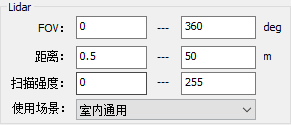 Lidar
FOV: 0 --- 360 deg
距离: 0.5 --- 50 m
扫描强度: 0 --- 255
使用场景: 室内通用